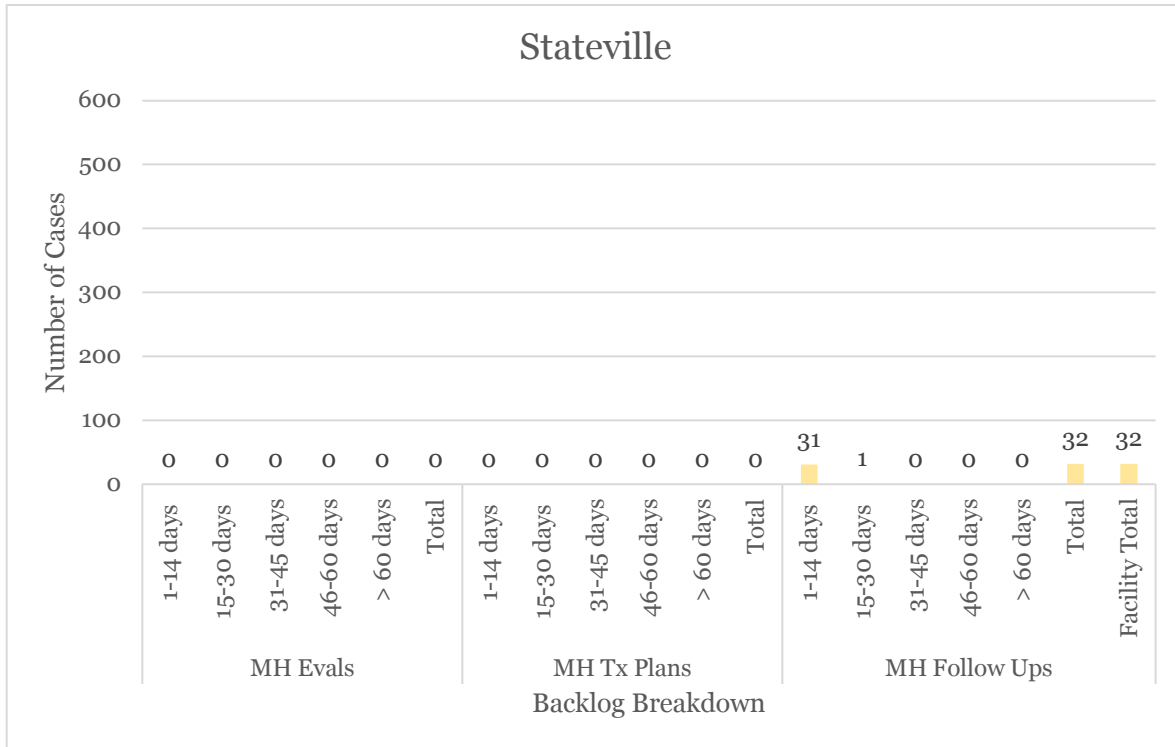 Stateville
Number of Cases
600
500
400
300
200
100
0
0 0 0 0 0 0 0 0 0 0 0 0 31 1 0 0 0 32 32
1-14 days
15-30 days
31-45 days
46-60 days
> 60 days
Total
1-14 days
15-30 days
31-45 days
46-60 days
> 60 days
Total
1-14 days
15-30 days
31-45 days
46-60 days
> 60 days
Total
Facility Total
MH Evals MH Tx Plans MH Follow Ups
Backlog Breakdown